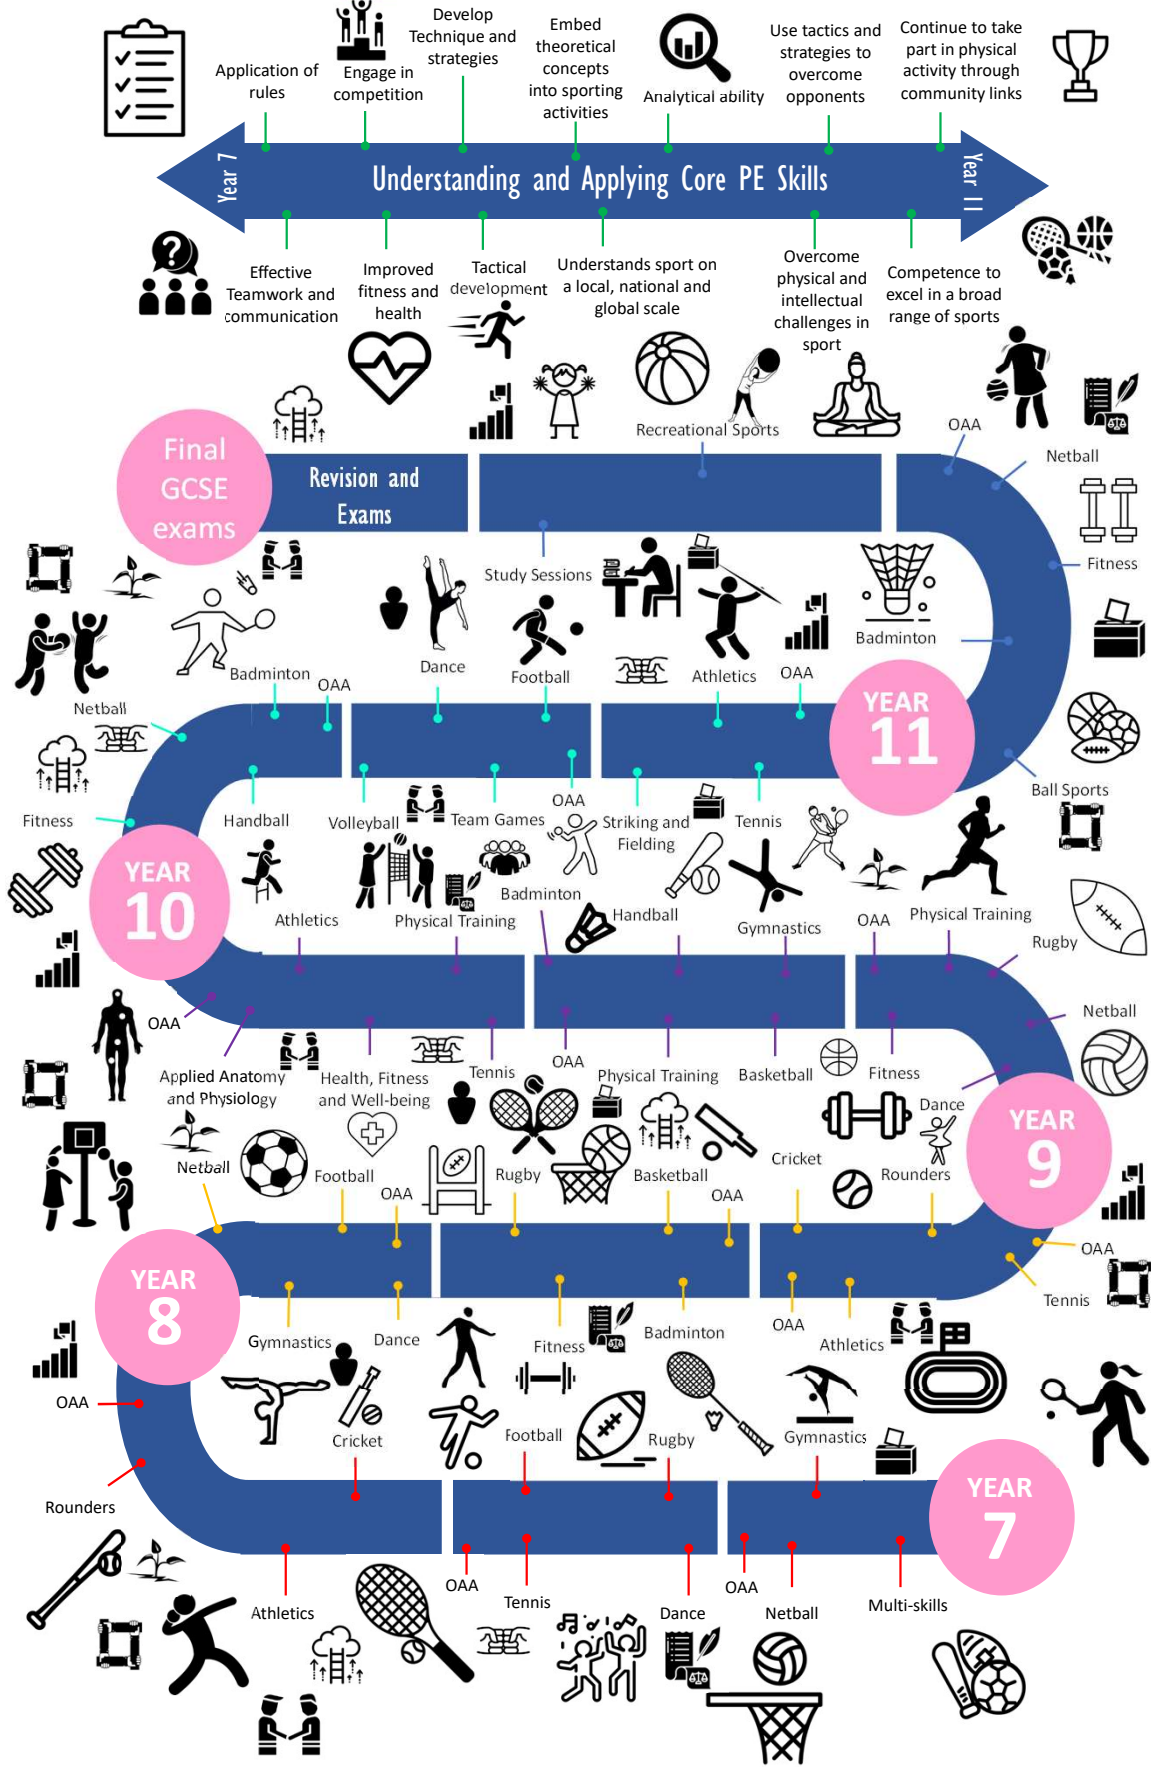 Application of
rules
Engage in
competition
Develop
Technique and
strategies
Embed
theoretical
concepts
into sporting
activities
Analytical ability
Use tactics and
strategies to
overcome
opponents
Continue to take
part in physical
activity through
community links
Year 7
Understanding and Applying Core PE Skills
Year 11
Effective
Teamwork and
communication
Improved
fitness and
health
Tactical
development
Understands sport on
a local, national and
global scale
Overcome
physical and
intellectual
challenges in
sport
Competence to
excel in a broad
range of sports
Recreational Sports
OAA
Netball
Final
GCSE
exams
Revision and
Exams
Fitness
Study Sessions
Badminton
Badminton
OAA
Dance
Football
Athletics
OAA
Netball
YEAR
11
Ball Sports
Fitness
Handball
Volleyball
Team Games
OAA
Striking and
Fielding
Tennis
YEAR
10
Athletics
Physical Training
Badminton
Handball
Gymnastics
OAA
Physical Training
Rugby
Netball
OAA
Applied Anatomy
and Physiology
Health, Fitness
and Well-being
Tennis
OAA
Physical Training
Basketball
Fitness
Dance
YEAR
9
Netball
Football
OAA
Rugby
Basketball
OAA
Cricket
Rounders
OAA
Tennis
YEAR
8
Gymnastics
Dance
Fitness
Badminton
OAA
Athletics
OAA
Cricket
Football
Rugby
Gymnastics
Rounders
YEAR
7
Athletics
OAA
Tennis
Dance
OAA
Netball
Multi-skills